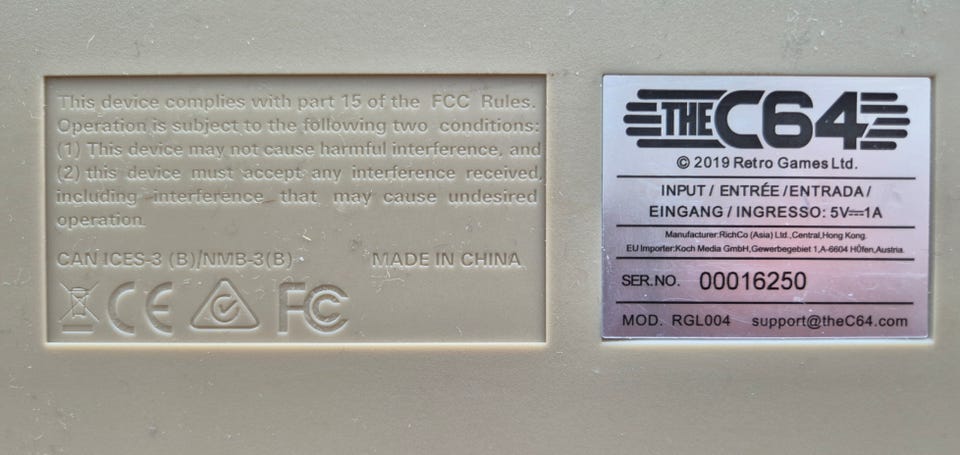 This device complies with part 15 of the FCC Rules.
Operation is subject to the following two conditions:
(1) This device may not cause harmful interference, and
(2) this device must accept any interference received,
including interference that may cause undesired
operation.
CAN ICES-3 (B)/NMB-3(B)
MADE IN CHINA
CE
FC
THEC64
© 2019 Retro Games Ltd.
INPUT / ENTRÉE /ENTRADA /
EINGANG / INGRESSO: 5V⎓1A
Manufacturer:RichCo (Asia) Ltd.,Central,Hong Kong.
EU Importer:Koch Media GmbH,Gewerbegebiet 1,A-6604 HÖfen,Austria.
SER.NO. 00016250
MOD. RGL004 support@theC64.com